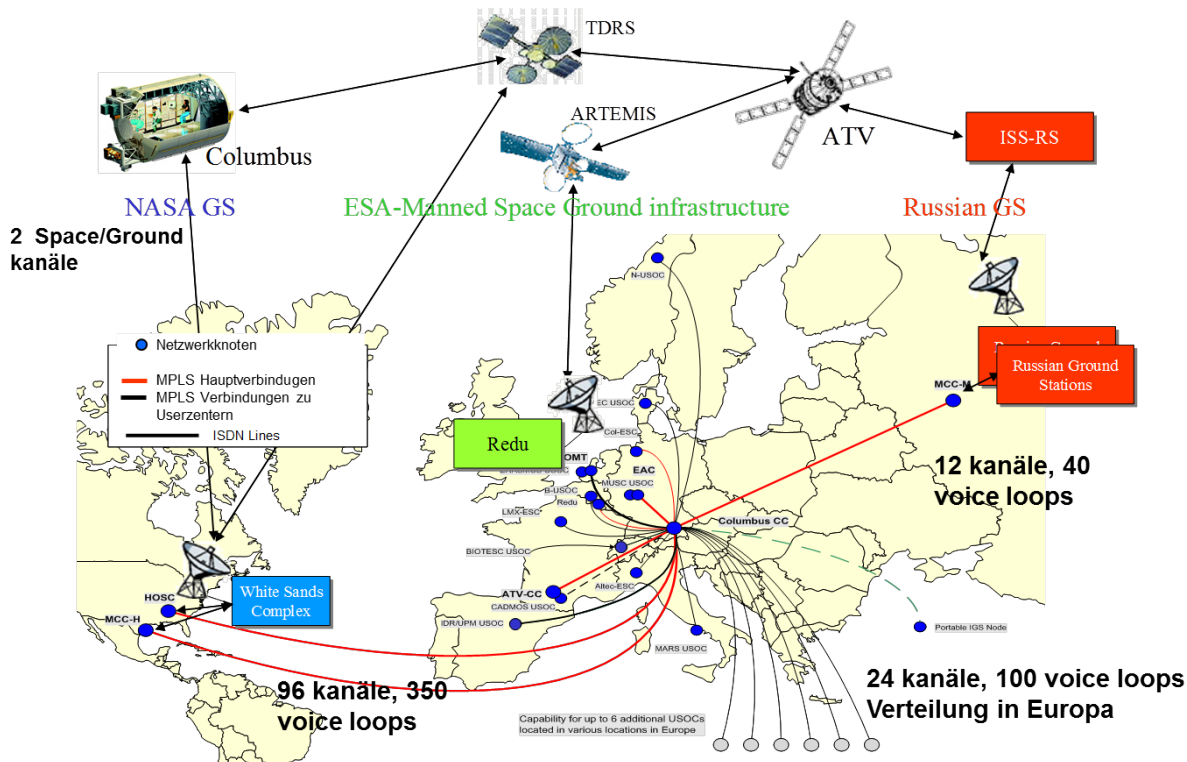 TDRS
ARTEMIS
ATV
ISS-RS
Columbus
NASA GS
ESA-Manned Space Ground infrastructure
Russian GS
2 Space/Ground
kanäle
N-USOC
Netzwerkknoten
MPLS Hauptverbindugen
MPLS Verbindungen zu
Userzentern
ISDN Lines
Russian Ground
Stations
MCC-M
EC USOC
Col-ESC
Redu
OMT
EAC
MUSC USOC
B-USOC
Redu
LMX-ESC
12 kanäle, 40
voice loops
Columbus CC
BIOTESC USOC
Altec-ESC
ATV-CC
CADMOS USOC
IDR/UPM USOC
MARS USOC
Portable IGS Node
White Sands
Complex
HOSC
MCC-H
96 kanäle, 350
voice loops
24 kanäle, 100 voice loops
Verteilung in Europa
Capability for up to 6 additional USOCs
located in various locations in Europe